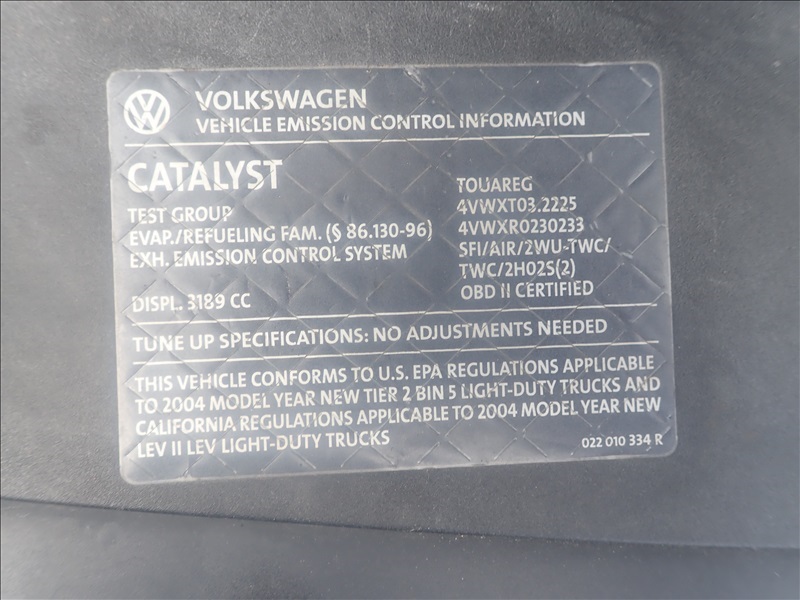 VOLKSWAGEN
VEHICLE EMISSION CONTROL INFORMATION
CATALYST
TOUAREG
TEST GROUP 4VWXT03.2225
EVAP./REFUELING FAM. (§ 86.130-96) 4VWXR0230233
EXH. EMISSION CONTROL SYSTEM SFI/AIR/2WU-TWC/
TWC/2H02S(2)
DISPL. 3189 CC OBD II CERTIFIED
TUNE UP SPECIFICATIONS: NO ADJUSTMENTS NEEDED
THIS VEHICLE CONFORMS TO U.S. EPA REGULATIONS APPLICABLE
TO 2004 MODEL YEAR NEW TIER 2 BIN 5 LIGHT-DUTY TRUCKS AND
CALIFORNIA REGULATIONS APPLICABLE TO 2004 MODEL YEAR NEW
LEV II LEV LIGHT-DUTY TRUCKS
022 010 334 R